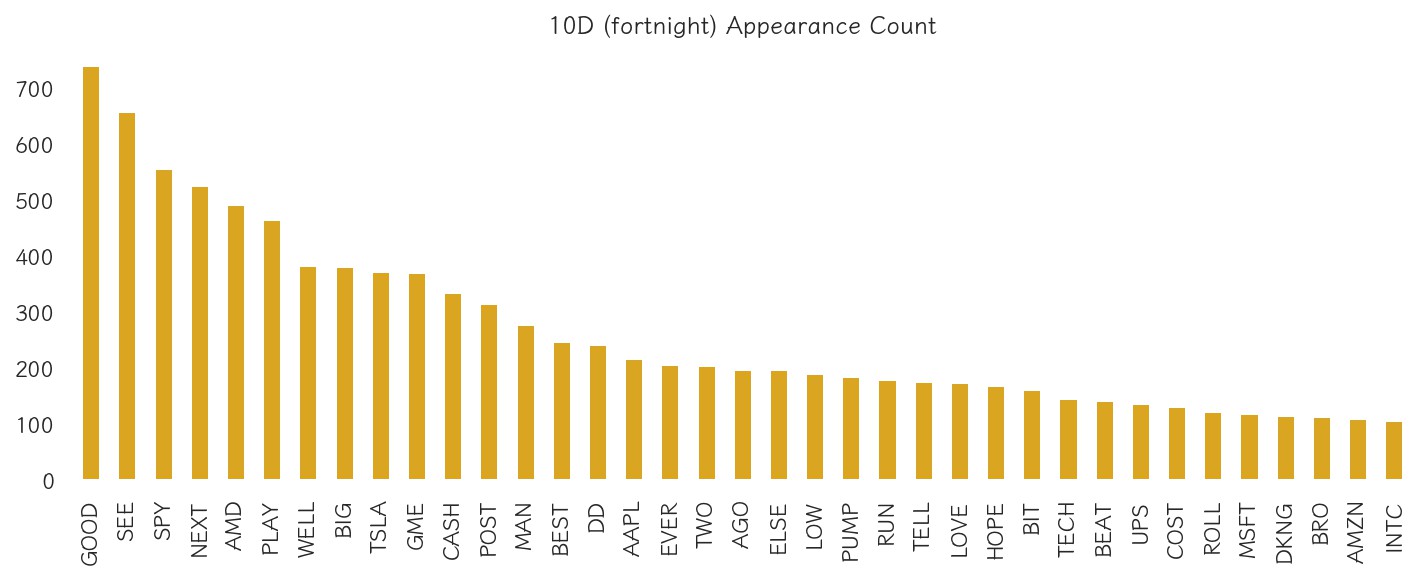 10D (fortnight) Appearance Count
700
600
500
400
300
200
100
0
GOOD
SEE
SPY
NEXT
AMD
PLAY
WELL
BIG
TSLA
GME
CASH
POST
MAN
BEST
DD
AAPL
EVER
TWO
AGO
ELSE
LOW
PUMP
RUN
TELL
LOVE
HOPE
BIT
TECH
BEAT
UPS
COST
ROLL
MSFT
DKNG
BRO
AMZN
INTC